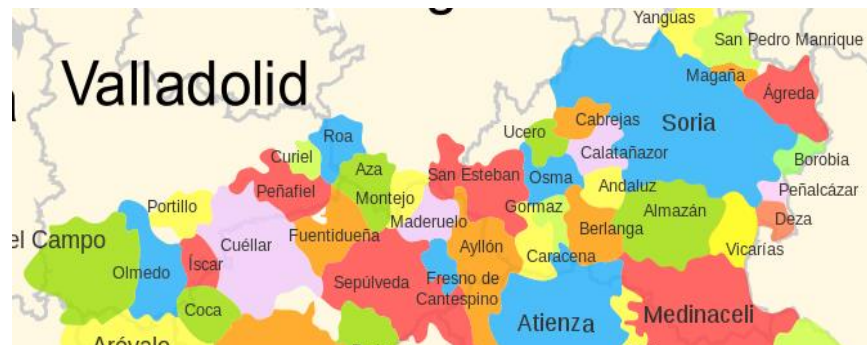 Yanguas
San Pedro Manrique
Valladolid
Magaña
Ágreda
Cabrejas
Soria
Roa
Ucero
Calatañazor
Curiel
Borobia
Aza
San Esteban
Osma
Peñafiel
Andaluz
Peñalcázar
Montejo
Portillo
Gormaz
Almazán
Maderuelo
Deza
Cuéllar
Fuentidueña
Berlanga
el Campo
Ayllón
Vicarías
Caracena
Íscar
Olmedo
Sepúlveda
Fresno de
Cantespino
Coca
Medinaceli
Atienza
Arévalo